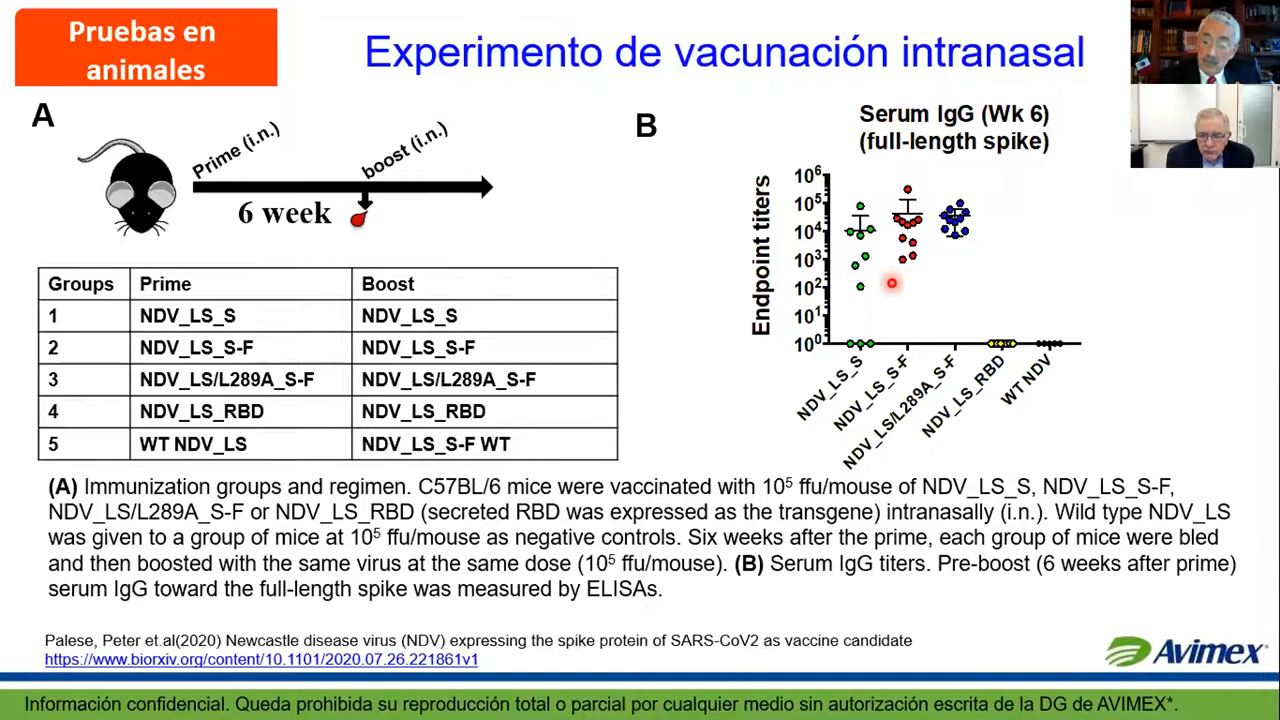 Pruebas en
animales
Experimento de vacunación intranasal
A
Prime (i.n.)
boost (i.n.)
6 week
Groups Prime Boost
1 NDV_LS_S NDV_LS_S
2 NDV_LS_S-F NDV_LS_S-F
3 NDV_LS/L289A_S-F NDV_LS/L289A_S-F
4 NDV_LS_RBD NDV_LS_RBD
5 WT NDV_LS NDV_LS_S-F WT
B
Serum IgG (Wk 6)
(full-length spike)
Endpoint titers
10⁶
10⁵
10⁴
10³
10²
10¹
10⁰
NDV_LS_S
NDV_LS_S-F
NDV_LS/L289A_S-F
NDV_LS_RBD
WT NDV
(A) Immunization groups and regimen. C57BL/6 mice were vaccinated with 10⁵ ffu/mouse of NDV_LS_S, NDV_LS_S-F,
NDV_LS/L289A_S-F or NDV_LS_RBD (secreted RBD was expressed as the transgene) intranasally (i.n.). Wild type NDV_LS
was given to a group of mice at 10⁵ ffu/mouse as negative controls. Six weeks after the prime, each group of mice were bled
and then boosted with the same virus at the same dose (10⁵ ffu/mouse). (B) Serum IgG titers. Pre-boost (6 weeks after prime)
serum IgG toward the full-length spike was measured by ELISAs.
Palese, Peter et.al(2020) Newcastle disease virus (NDV) expressing the spike protein of SARS-CoV2 as vaccine candidate
https://www.biorxiv.org/content/10.1101/2020.07.26.221861v1
Avimex
Información confidencial. Queda prohibida su reproducción total o parcial por cualquier medio sin autorización escrita de la DG de AVIMEX*.